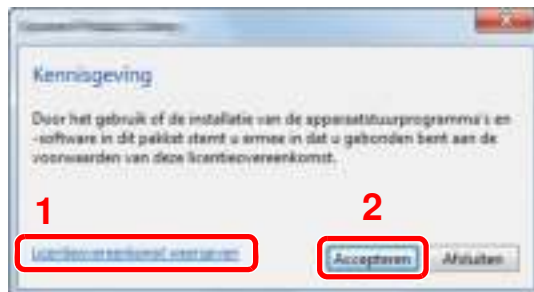 Kennisgeving
Door het gebruik of de installatie van de apparaatstuurprogramma's en
-software in dit pakket stemt u ermee in dat u gebonden bent aan de
voorwaarden van deze licentieovereenkomst.
1
2
Licentieovereenkomst weergeven
Accepteren
Afsluiten